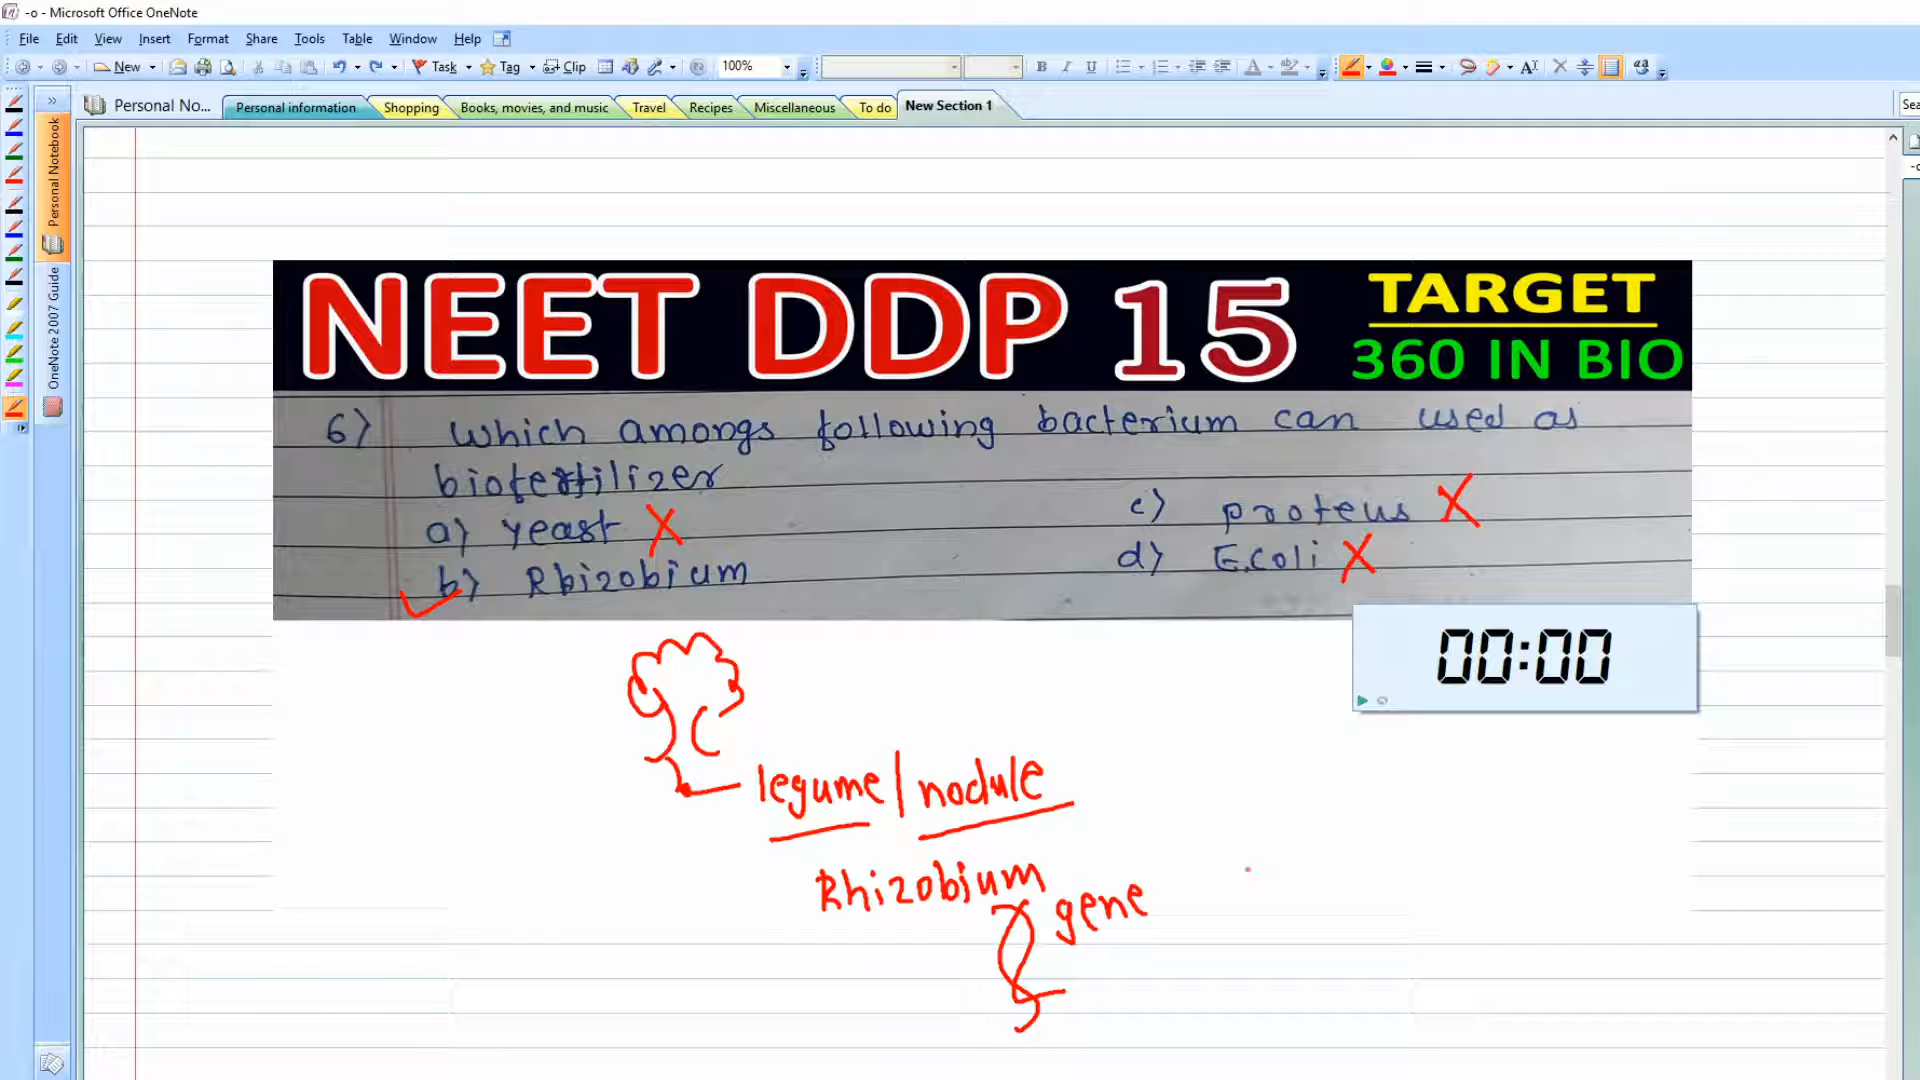 -o - Microsoft Office OneNote
File Edit View Insert Format Share Tools Table Window Help
New Task Tag Clip 100% B I U
Personal No... Personal information Shopping Books, movies, and music Travel Recipes Miscellaneous To do New Section 1 Sea
Personal Notebook
OneNote 2007 Guide
NEET DDP 15
TARGET
360 IN BIO
6) Which amongs following bacterium can used as
biofertilizer
a) yeast X
c) proteus X
b) Rhizobium
d) E.coli X
00:00
legume/nodule
Rhizobium
gene